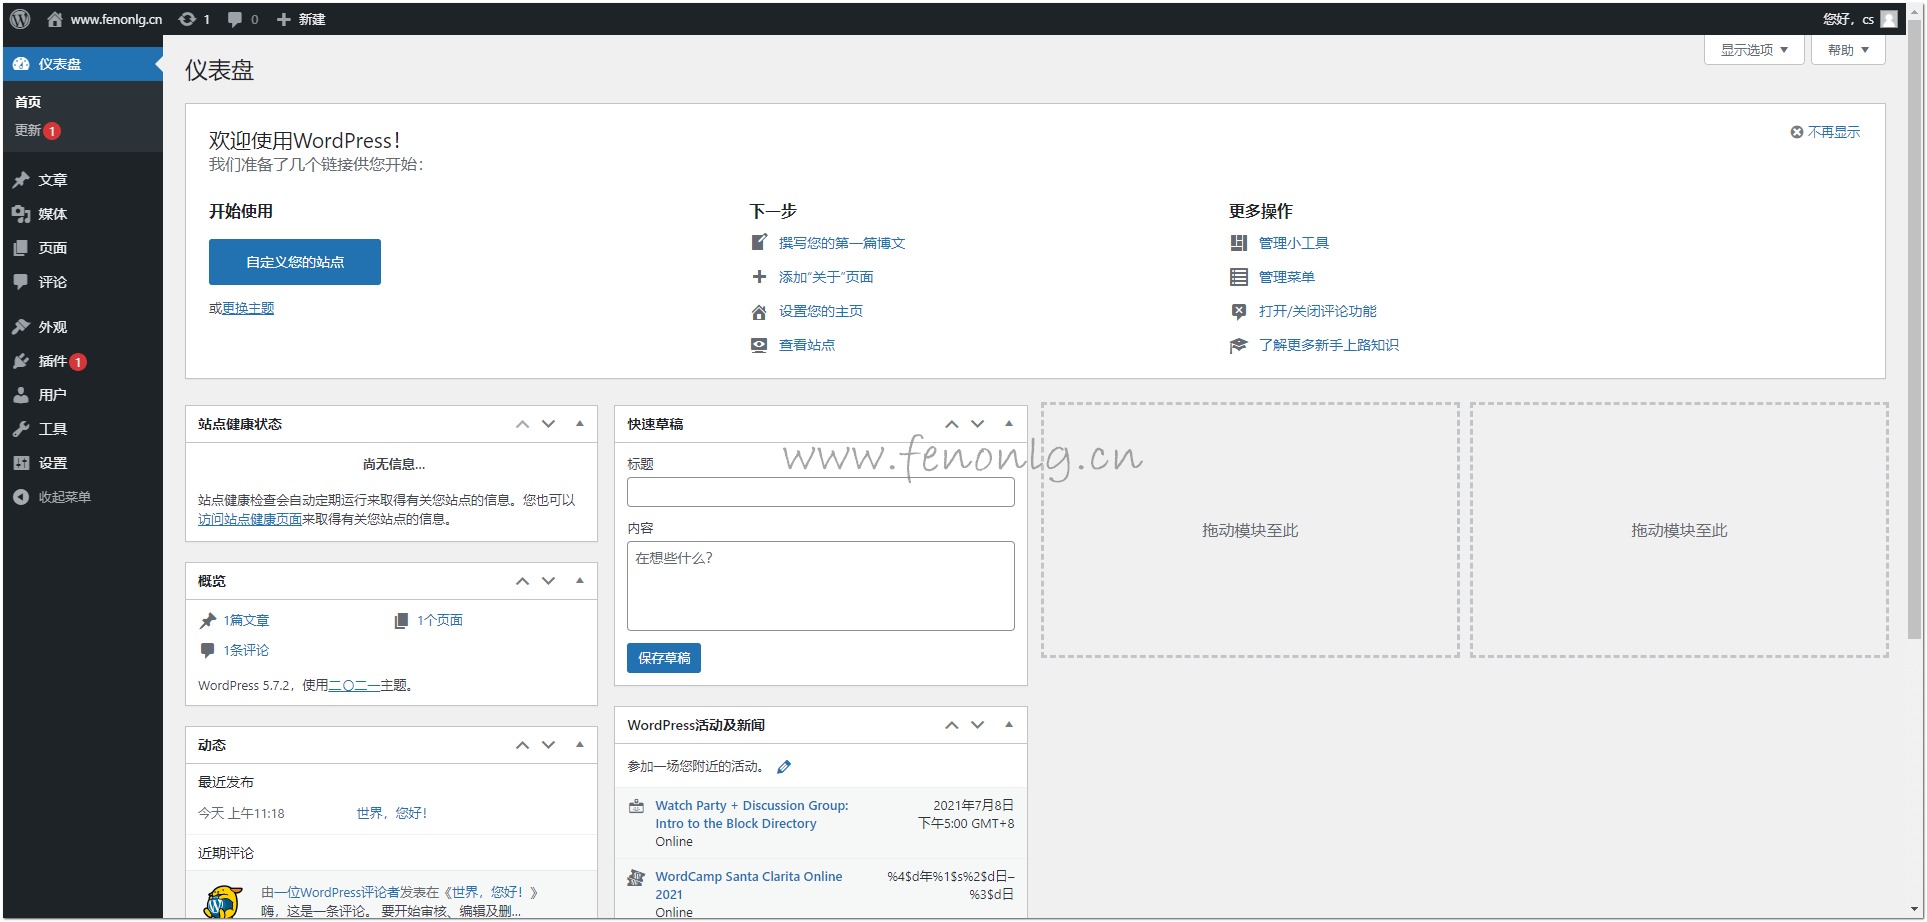 www.fenonlg.cn 1 0 新建 您好，cs
仪表盘
首页
更新 1
文章
媒体
页面
评论
外观
插件 1
用户
工具
设置
收起菜单
显示选项 帮助
仪表盘
欢迎使用WordPress！
我们准备了几个链接供您开始：
不再显示
开始使用
自定义您的站点
或更换主题
下一步
撰写您的第一篇博文
添加“关于”页面
设置您的主页
查看站点
更多操作
管理小工具
管理菜单
打开/关闭评论功能
了解更多新手上路知识
站点健康状态
尚无信息…
站点健康检查会自动定期运行来取得有关您站点的信息。您也可以
访问站点健康页面来取得有关您站点的信息。
概览
1篇文章 1个页面
1条评论
WordPress 5.7.2，使用二〇二一主题。
动态
最近发布
今天 上午11:18 世界，您好！
近期评论
由一位WordPress评论者发表在《世界，您好！》
嗨，这是一条评论。 要开始审核、编辑及删…
快速草稿
www.fenonlg.cn
标题
内容
在想些什么？
保存草稿
WordPress活动及新闻
参加一场您附近的活动。
Watch Party + Discussion Group:
Intro to the Block Directory
Online
2021年7月8日
下午5:00 GMT+8
WordCamp Santa Clarita Online
2021
Online
%4$d年%1$s%2$d日–
%3$d日
拖动模块至此
拖动模块至此